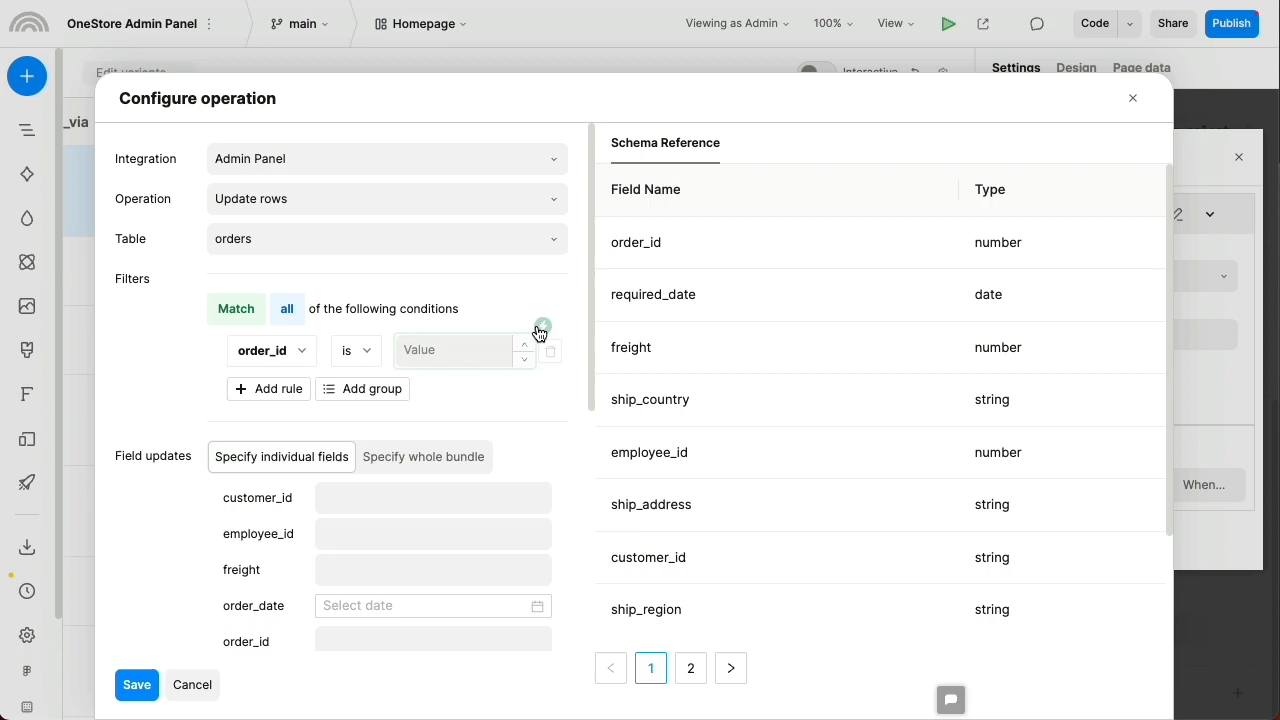 OneStore Admin Panel
main
Homepage
Viewing as Admin
100%
View
Code
Share
Publish
Settings
Design
Page data
_via
Configure operation
Integration
Admin Panel
Operation
Update rows
Table
orders
Filters
Match all of the following conditions
order_id
is
Value
Add rule
Add group
Field updates
Specify individual fields
Specify whole bundle
customer_id
employee_id
freight
order_date
Select date
order_id
Save
Cancel
Schema Reference
Field Name Type
order_id number
required_date date
freight number
ship_country string
employee_id number
ship_address string
customer_id string
ship_region string
1
2
When...